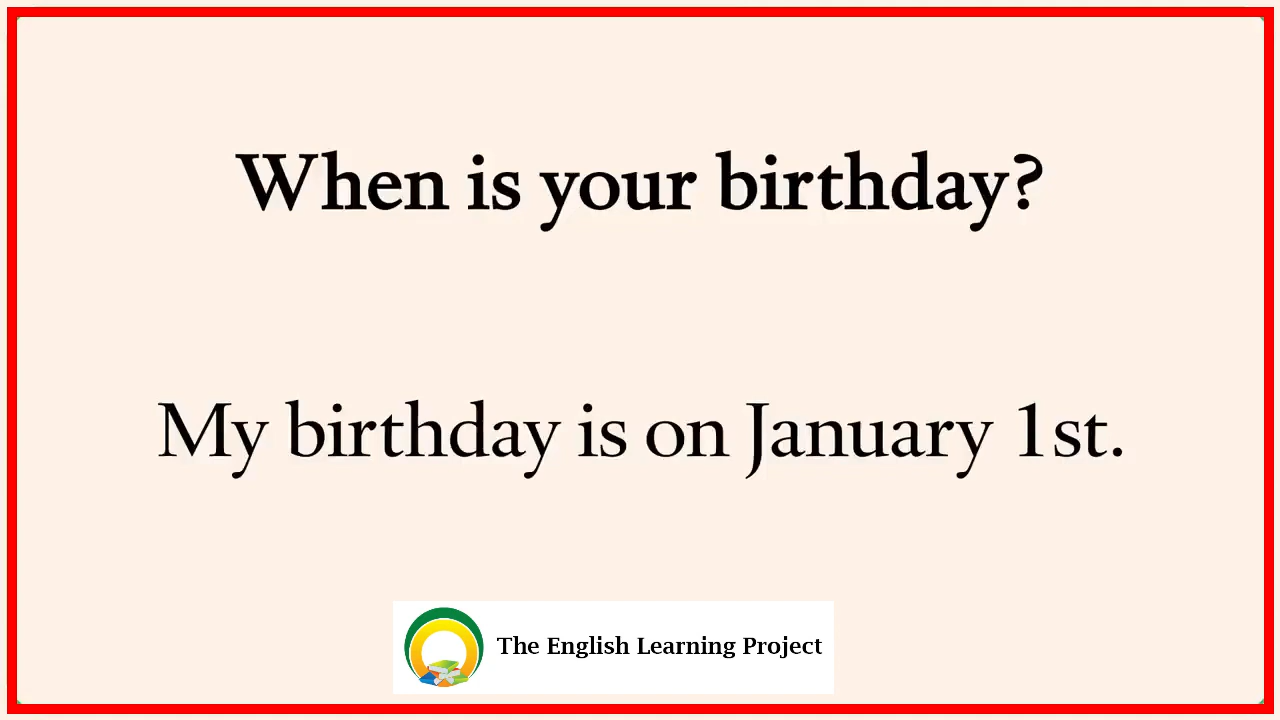 When is your birthday?
My birthday is on January 1st.
The English Learning Project